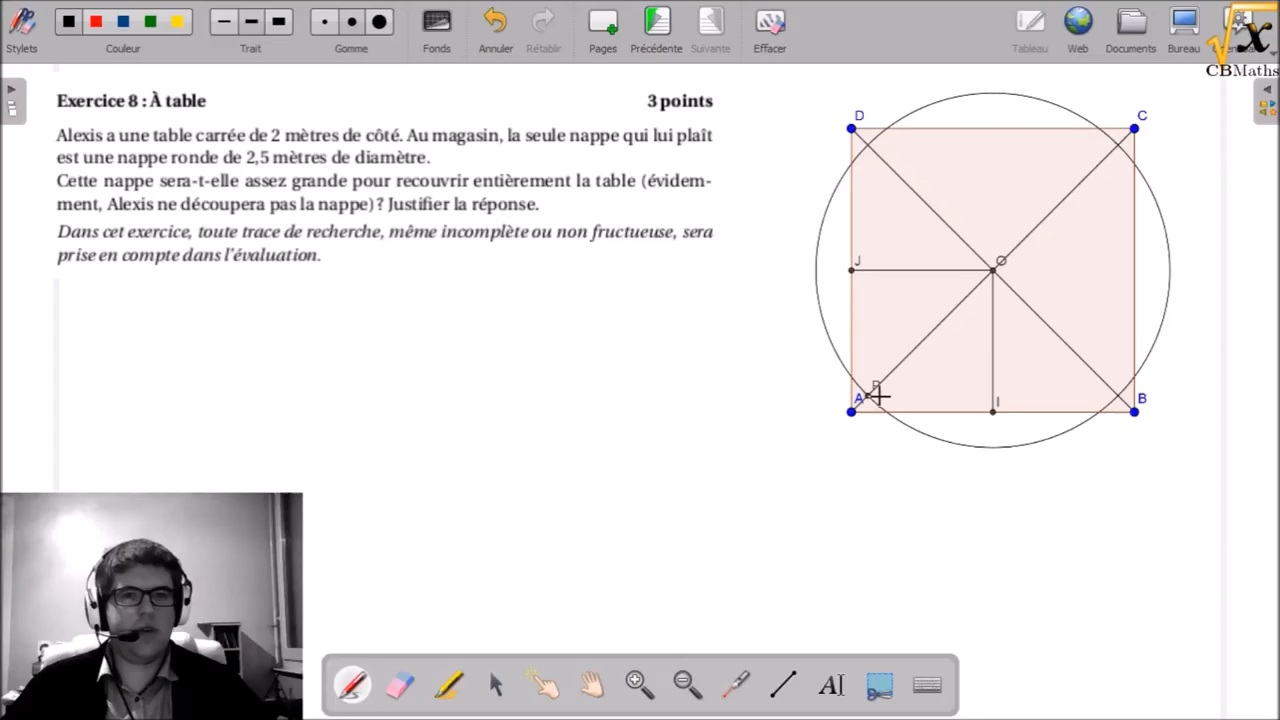 Stylets Couleur Trait Gomme Fonds Annuler Rétablir Pages Précédente Suivante Effacer Tableau Web Documents Bureau
CBMaths
Exercice 8 : À table 3 points
Alexis a une table carrée de 2 mètres de côté. Au magasin, la seule nappe qui lui plaît
est une nappe ronde de 2,5 mètres de diamètre.
Cette nappe sera-t-elle assez grande pour recouvrir entièrement la table (évidem-
ment, Alexis ne découpera pas la nappe) ? Justifier la réponse.
Dans cet exercice, toute trace de recherche, même incomplète ou non fructueuse, sera
prise en compte dans l'évaluation.
D C
J O
A I B
AI